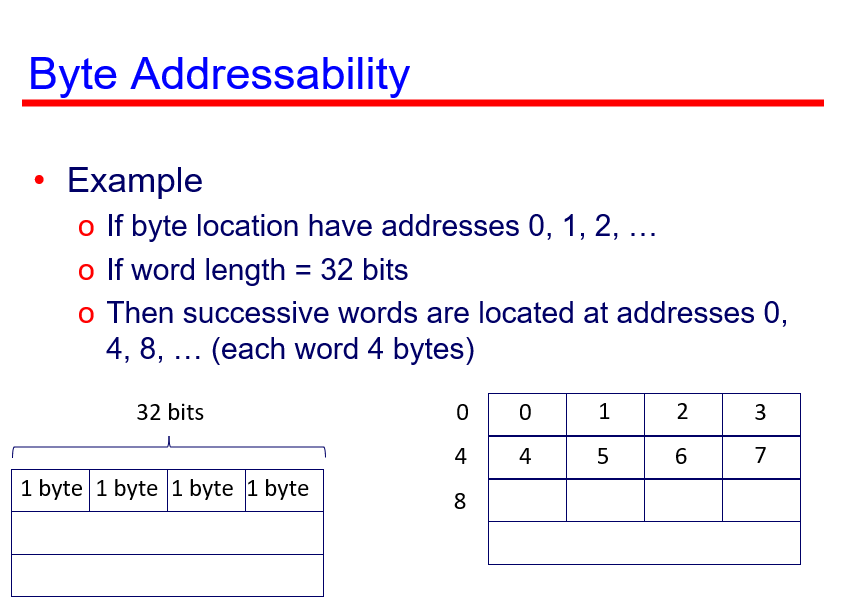 Byte Addressability
• Example
o If byte location have addresses 0, 1, 2, …
o If word length = 32 bits
o Then successive words are located at addresses 0,
4, 8, … (each word 4 bytes)
32 bits
1 byte 1 byte 1 byte 1 byte
0 0 1 2 3
4 4 5 6 7
8